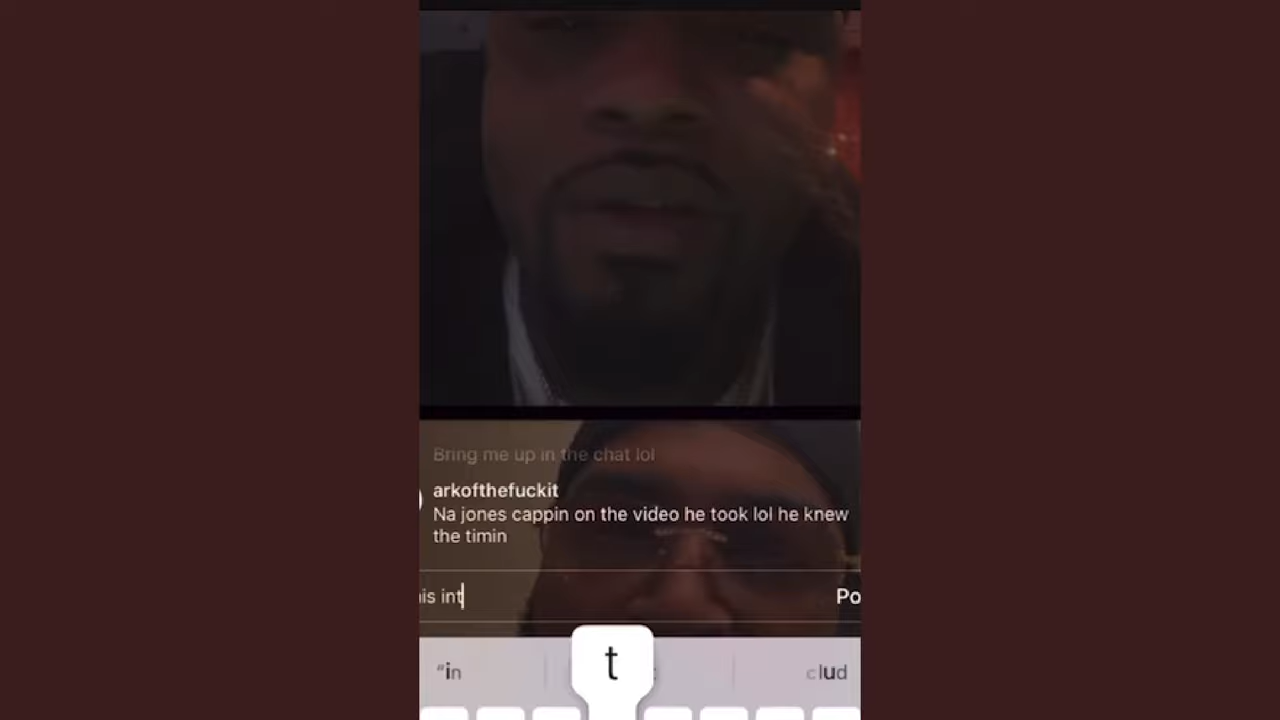 Bring me up in the chat lol
arkofthefuckit
Na jones cappin on the video he took lol he knew
the timin
is int
Po
t
"in
clud